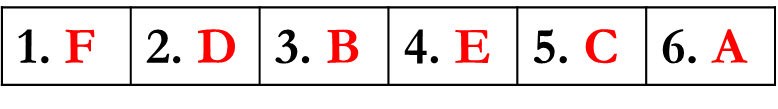 1. F 2. D 3. B 4. E 5. C 6. A